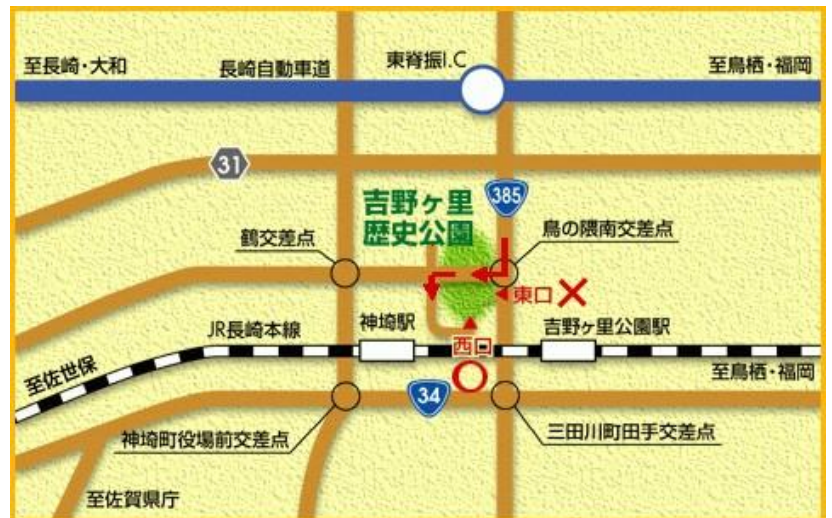 至長崎・大和
長崎自動車道
東脊振I.C
至鳥栖・福岡
31
吉野ヶ里
歴史公園
385
鶴交差点
鳥の隈南交差点
東口
JR長崎本線
神埼駅
西口
吉野ヶ里公園駅
至佐世保
至鳥栖・福岡
34
神埼町役場前交差点
三田川町田手交差点
至佐賀県庁